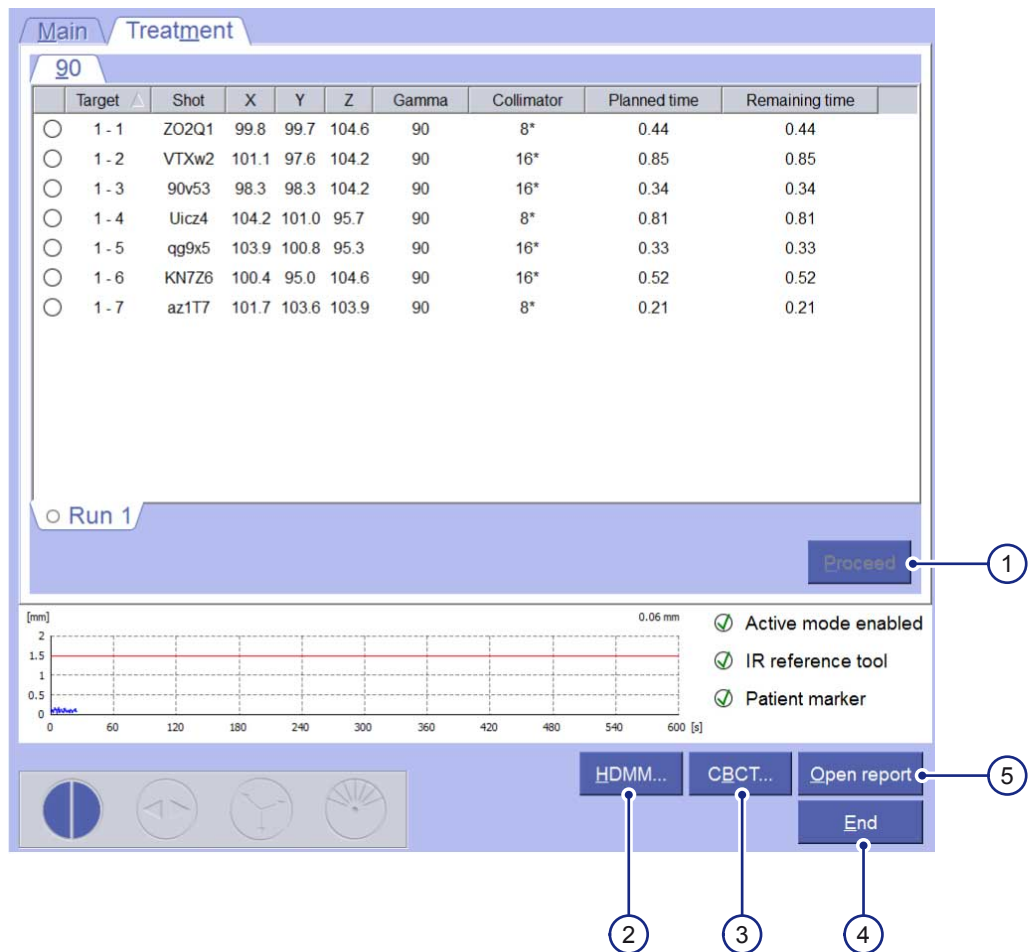 Main Treatment
90
Target Shot X Y Z Gamma Collimator Planned time Remaining time
1 - 1 ZO2Q1 99.8 99.7 104.6 90 8* 0.44 0.44
1 - 2 VTXw2 101.1 97.6 104.2 90 16* 0.85 0.85
1 - 3 90v53 98.3 98.3 104.2 90 16* 0.34 0.34
1 - 4 Uicz4 104.2 101.0 95.7 90 8* 0.81 0.81
1 - 5 qg9x5 103.9 100.8 95.3 90 16* 0.33 0.33
1 - 6 KN7Z6 100.4 95.0 104.6 90 16* 0.52 0.52
1 - 7 az1T7 101.7 103.6 103.9 90 8* 0.21 0.21
Run 1
Proceed
1
[mm] 0.06 mm
2
1.5
1
0.5
0
0 60 120 180 240 300 360 420 480 540 600 [s]
Active mode enabled
IR reference tool
Patient marker
HDMM... CBCT... Open report
5
End
2 3 4